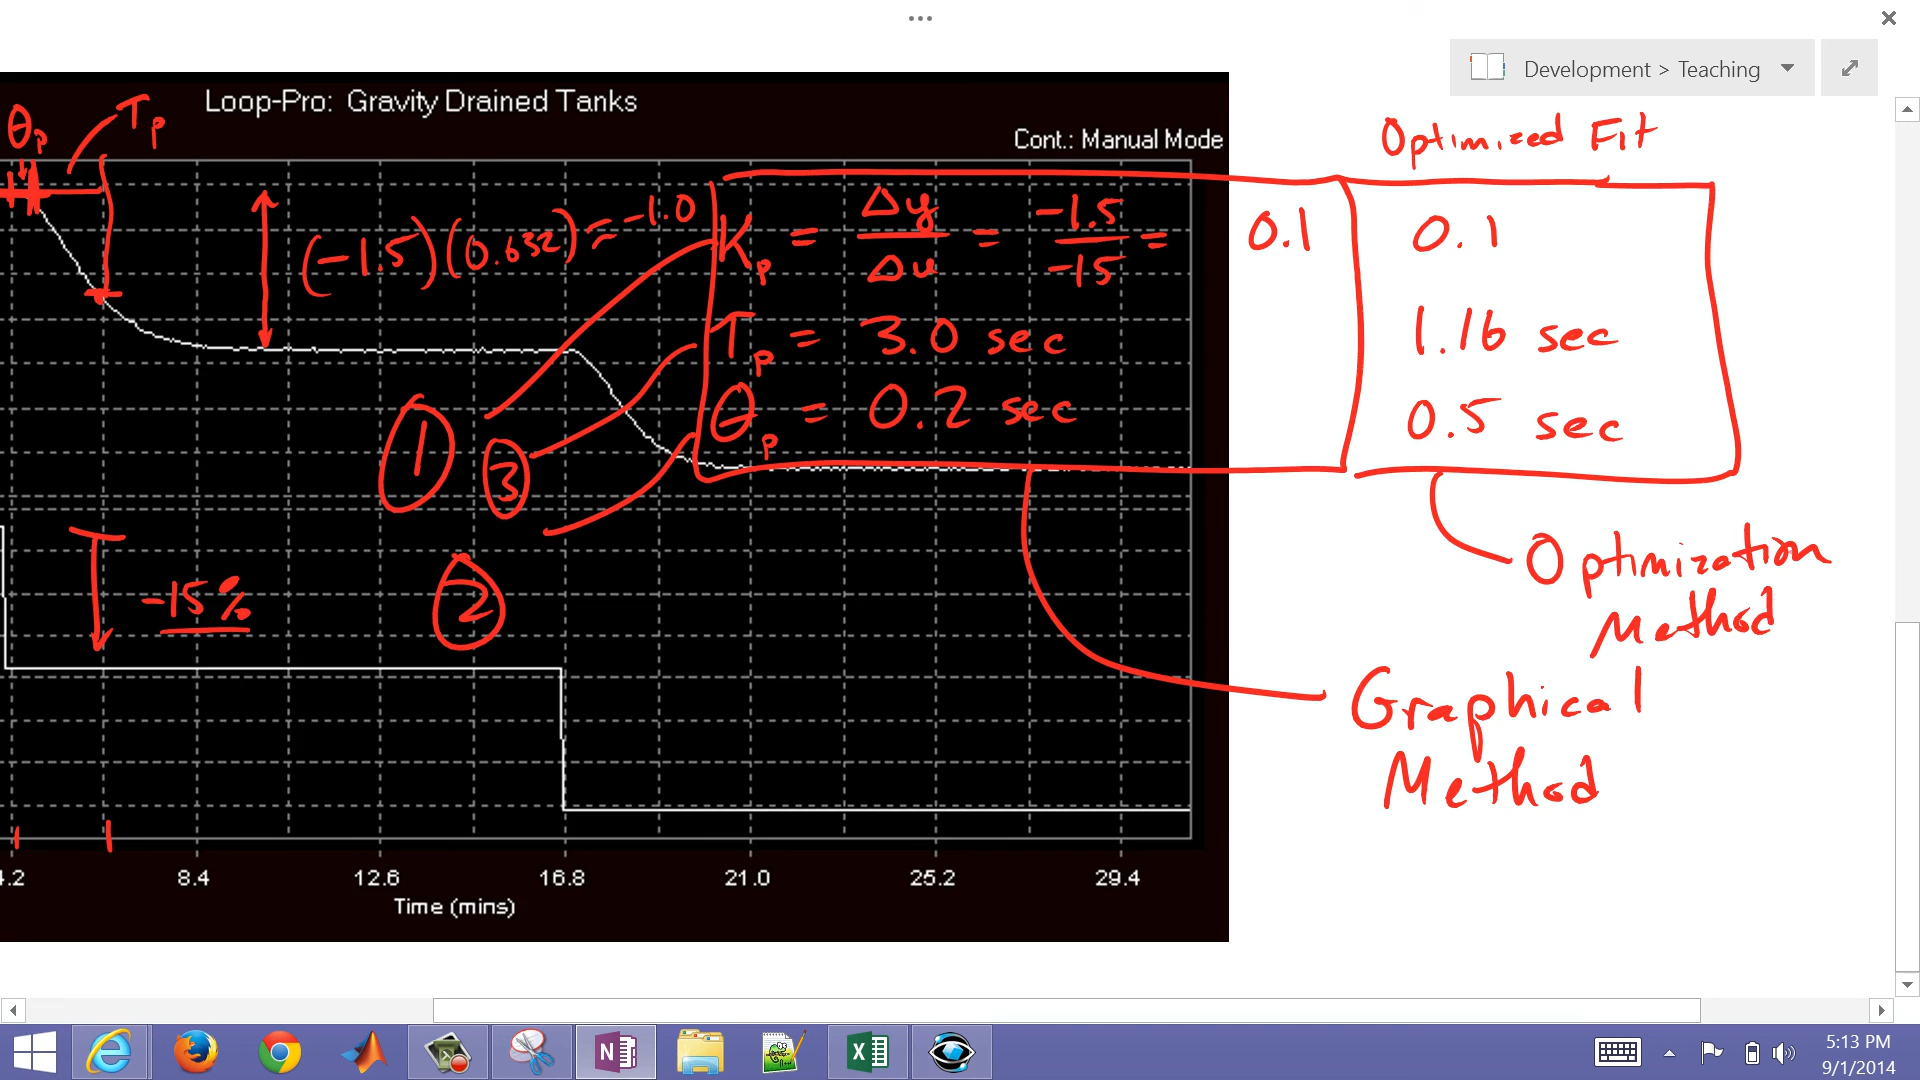 Development > Teaching
Loop-Pro: Gravity Drained Tanks
Cont.: Manual Mode
Optimized Fit
θp
τp
(-1.5)(0.632) = -1.0
Kp = Δy/Δu = -1.5/-15 = 0.1
0.1
τp = 3.0 sec
1.16 sec
θp = 0.2 sec
0.5 sec
1
3
2
-15%
Optimization
Method
Graphical
Method
4.2 8.4 12.6 16.8 21.0 25.2 29.4
Time (mins)
5:13 PM
9/1/2014